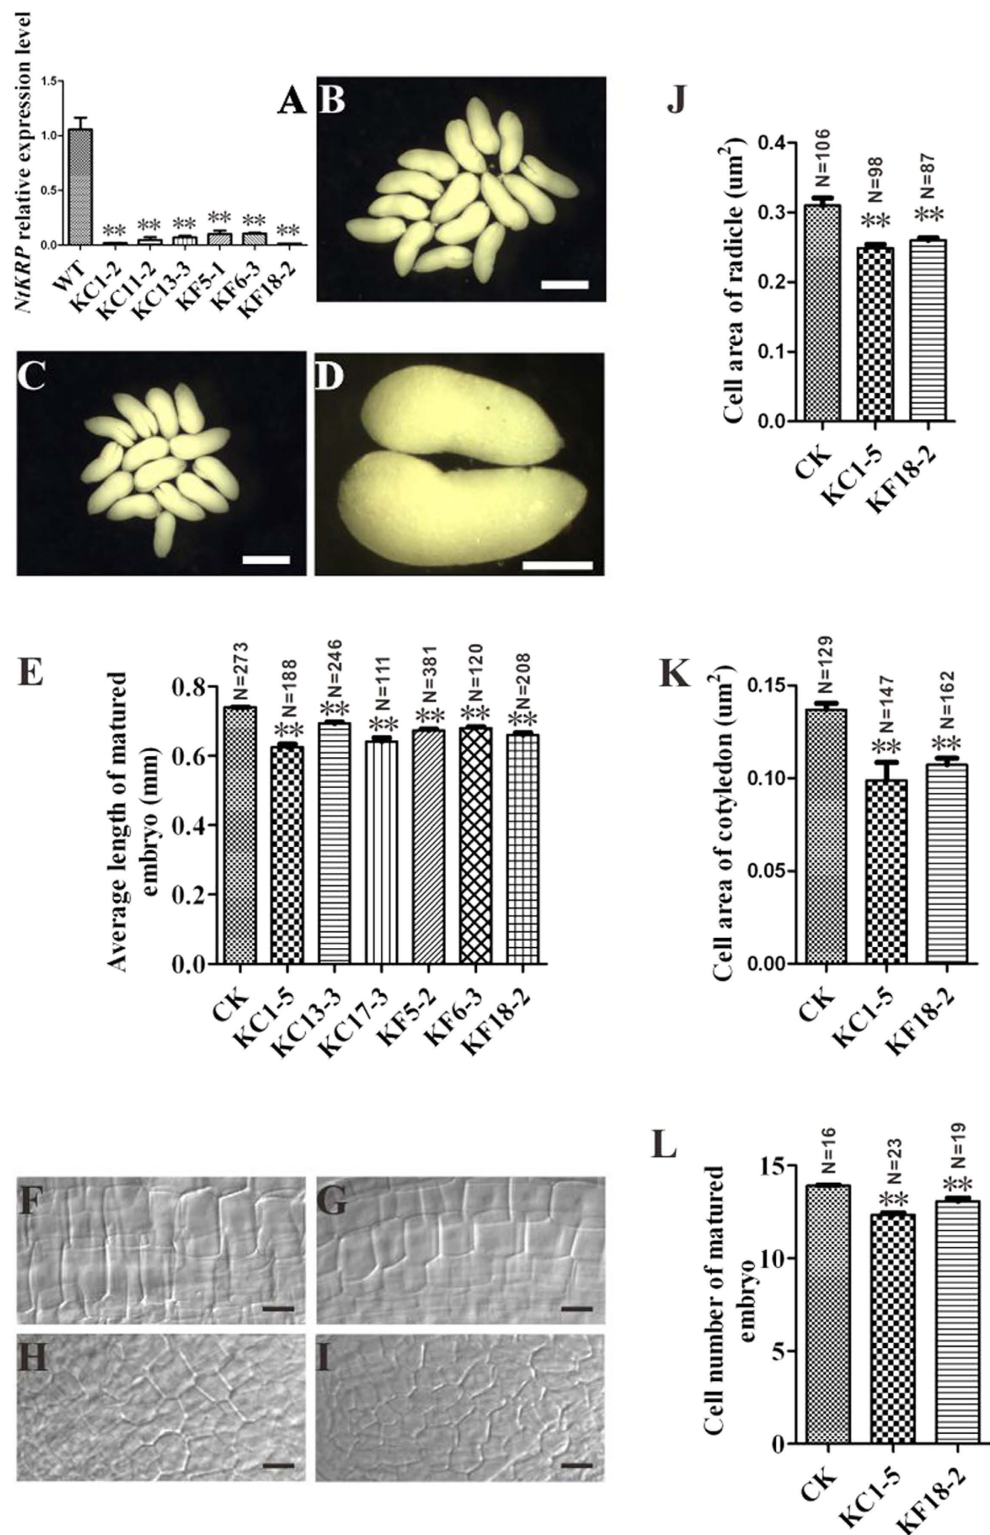 A
NtKRP relative expression level
1.5
1.0
0.5
0.0
**
**
**
**
**
**
WT
KC1-2
KC11-2
KC13-3
KF5-1
KF6-3
KF18-2
B
C
D
E
Average length of matured
embryo (mm)
0.8
0.6
0.4
0.2
0.0
N=273
N=188
N=246
N=111
N=381
N=120
N=208
**
**
**
**
**
**
CK
KC1-5
KC13-3
KC17-3
KF5-2
KF6-3
KF18-2
F
G
H
I
J
Cell area of radicle (um²)
0.4
0.3
0.2
0.1
0.0
N=106
N=98
N=87
**
**
CK
KC1-5
KF18-2
K
Cell area of cotyledon (um²)
0.15
0.10
0.05
0.00
N=129
N=147
N=162
**
**
CK
KC1-5
KF18-2
L
Cell number of matured
embryo
15
10
5
0
N=16
N=23
N=19
**
**
CK
KC1-5
KF18-2